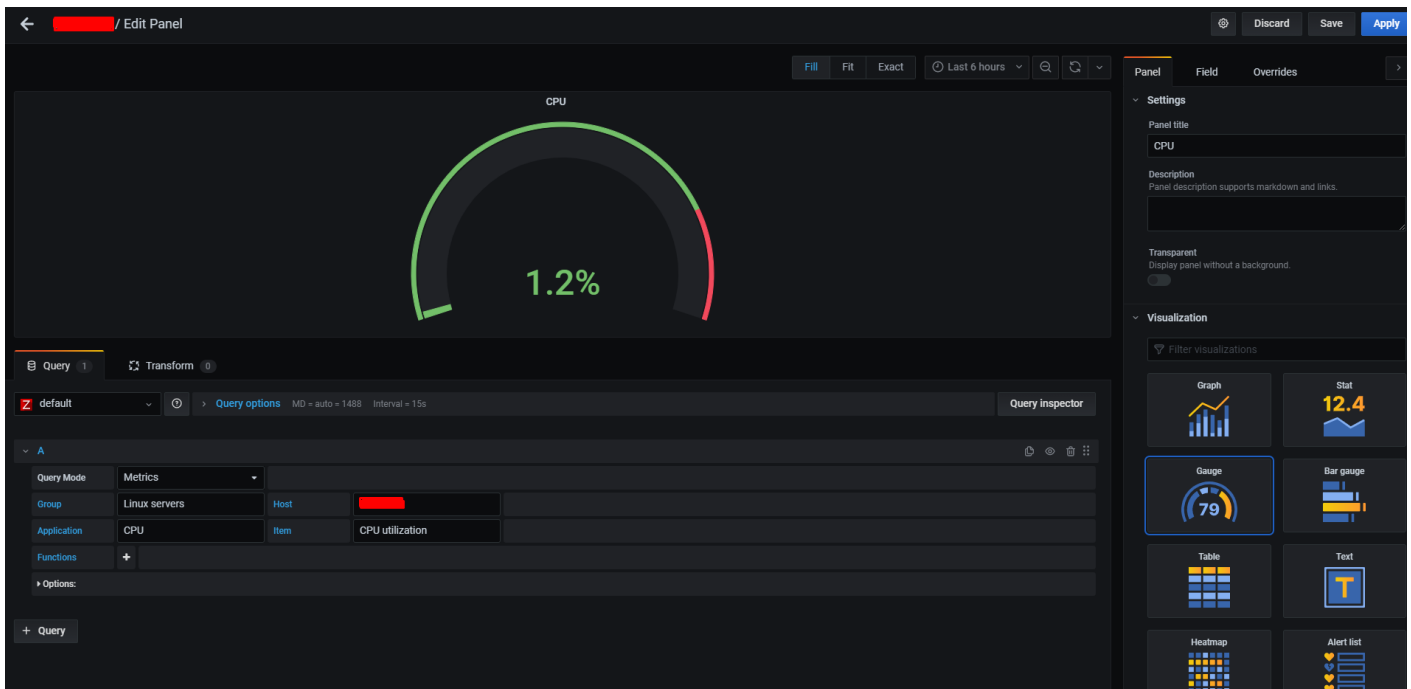 / Edit Panel
Discard
Save
Apply
Fill
Fit
Exact
Last 6 hours
Panel
Field
Overrides
CPU
1.2%
Settings
Panel title
CPU
Description
Panel description supports markdown and links.
Transparent
Display panel without a background.
Visualization
Filter visualizations
Graph
Stat
12.4
Gauge
79
Bar gauge
Table
Text
T
Heatmap
Alert list
Query 1
Transform 0
Z default
Query options MD = auto = 1488 Interval = 15s
Query inspector
A
Query Mode Metrics
Group Linux servers Host
Application CPU Item CPU utilization
Functions +
Options:
+ Query